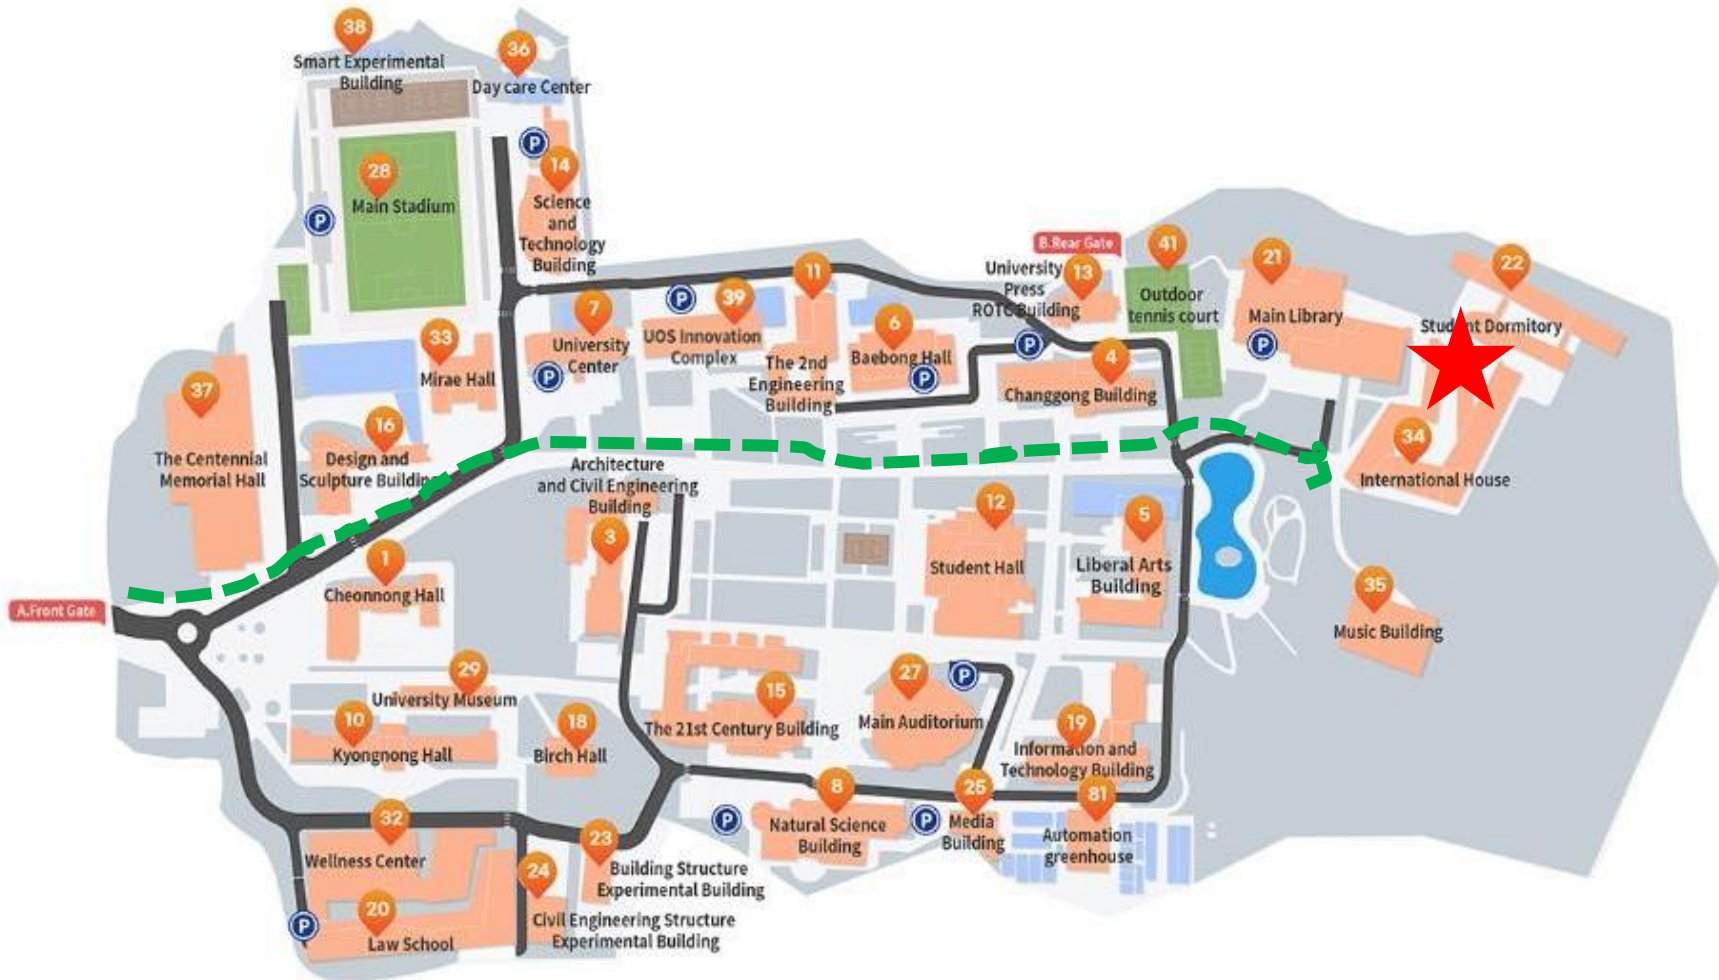 38
Smart Experimental
Building
36
Day care Center
P
14
Science
and
Technology
Building
28
Main Stadium
P
B.Rear Gate
41
Outdoor
tennis court
University
Press
ROTC Building
13
21
Main Library
P
22
Student Dormitory
7
University
Center
P
P
39
UOS Innovation
Complex
11
The 2nd
Engineering
Building
6
Baebong Hall
P
P
4
Changgong Building
33
Mirae Hall
37
The Centennial
Memorial Hall
16
Design and
Sculpture Building
34
International House
Architecture
and Civil Engineering
Building
3
12
Student Hall
5
Liberal Arts
Building
1
Cheonnong Hall
A.Front Gate
35
Music Building
29
University Museum
10
Kyongnong Hall
18
Birch Hall
15
The 21st Century Building
27
Main Auditorium
P
19
Information and
Technology Building
32
Wellness Center
23
Building Structure
Experimental Building
P
8
Natural Science
Building
P
25
Media
Building
81
Automation
greenhouse
24
Civil Engineering Structure
Experimental Building
20
Law School
P